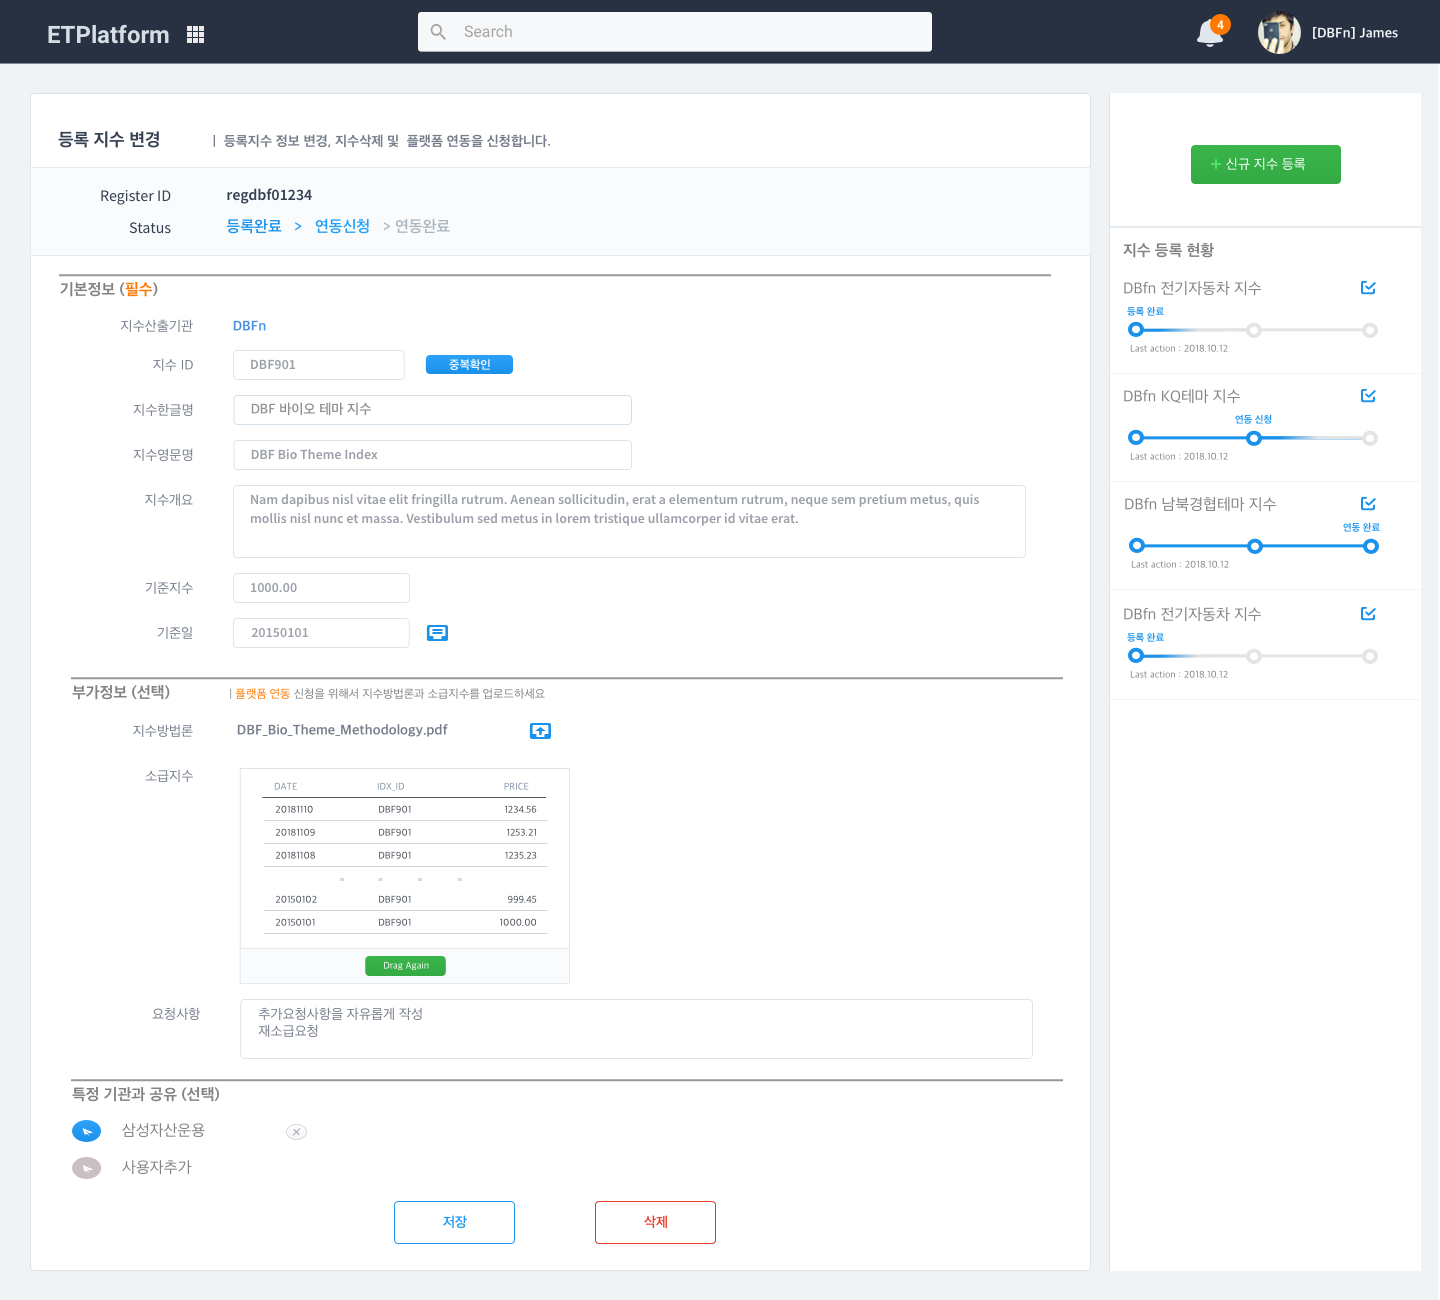 ETPlatform
Search
4
[DBFn] James
등록 지수 변경
| 등록지수 정보 변경, 지수삭제 및 플랫폼 연동을 신청합니다.
Register ID
regdbf01234
Status
등록완료 > 연동신청 > 연동완료
기본정보 (필수)
지수산출기관
DBFn
지수 ID
DBF901
중복확인
지수한글명
DBF 바이오 테마 지수
지수영문명
DBF Bio Theme Index
지수개요
Nam dapibus nisl vitae elit fringilla rutrum. Aenean sollicitudin, erat a elementum rutrum, neque sem pretium metus, quis
mollis nisl nunc et massa. Vestibulum sed metus in lorem tristique ullamcorper id vitae erat.
기준지수
1000.00
기준일
20150101
부가정보 (선택)
| 플랫폼 연동 신청을 위해서 지수방법론과 소급지수를 업로드하세요
지수방법론
DBF_Bio_Theme_Methodology.pdf
소급지수
DATE IDX_ID PRICE
20181110 DBF901 1234.56
20181109 DBF901 1253.21
20181108 DBF901 1235.23
20150102 DBF901 999.45
20150101 DBF901 1000.00
Drag Again
요청사항
추가요청사항을 자유롭게 작성
재소급요청
특정 기관과 공유 (선택)
삼성자산운용
사용자추가
저장
삭제
+ 신규 지수 등록
지수 등록 현황
DBfn 전기자동차 지수
등록 완료
Last action : 2018.10.12
DBfn KQ테마 지수
연동 신청
Last action : 2018.10.12
DBfn 남북경협테마 지수
연동 완료
Last action : 2018.10.12
DBfn 전기자동차 지수
등록 완료
Last action : 2018.10.12